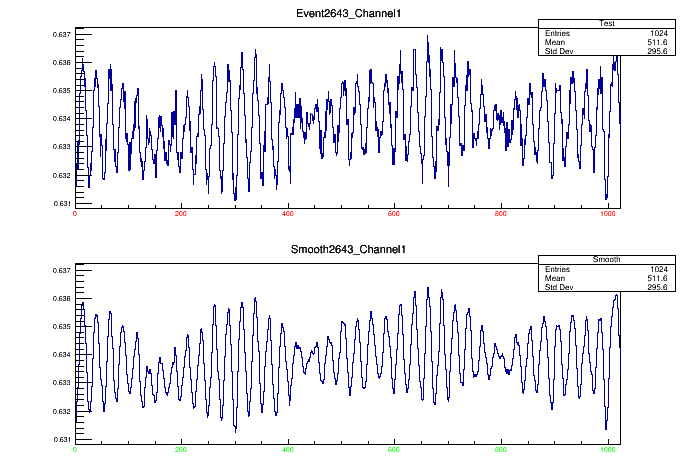 Event2643_Channel1
Test
Entries 1024
Mean 511.6
Std Dev 295.6
0.637
0.636
0.635
0.634
0.633
0.632
0.631
0 200 400 600 800 1000
Smooth2643_Channel1
Smooth
Entries 1024
Mean 511.6
Std Dev 295.6
0.637
0.636
0.635
0.634
0.633
0.632
0.631
0 200 400 600 800 1000